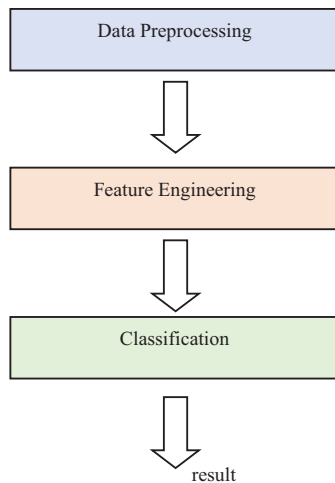 Data Preprocessing
Feature Engineering
Classification
result